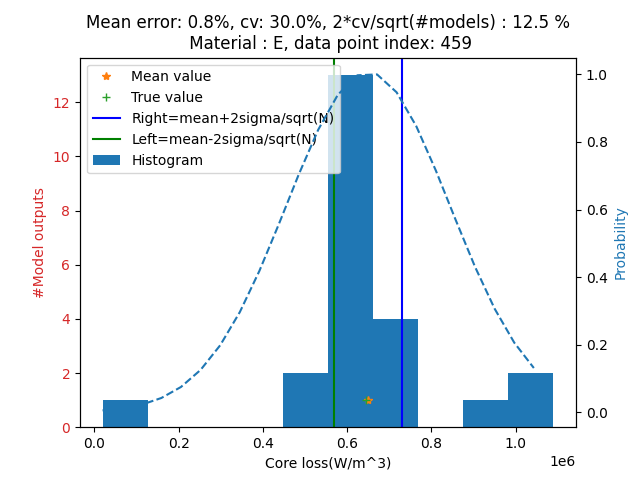 Mean error: 0.8%, cv: 30.0%, 2*cv/sqrt(#models) : 12.5 %
Material : E, data point index: 459
Mean value
True value
Right=mean+2sigma/sqrt(N)
Left=mean-2sigma/sqrt(N)
Histogram
#Model outputs
12
10
8
6
4
2
0
1.0
0.8
0.6
0.4
0.2
0.0
Probability
0.0 0.2 0.4 0.6 0.8 1.0
1e6
Core loss(W/m^3)